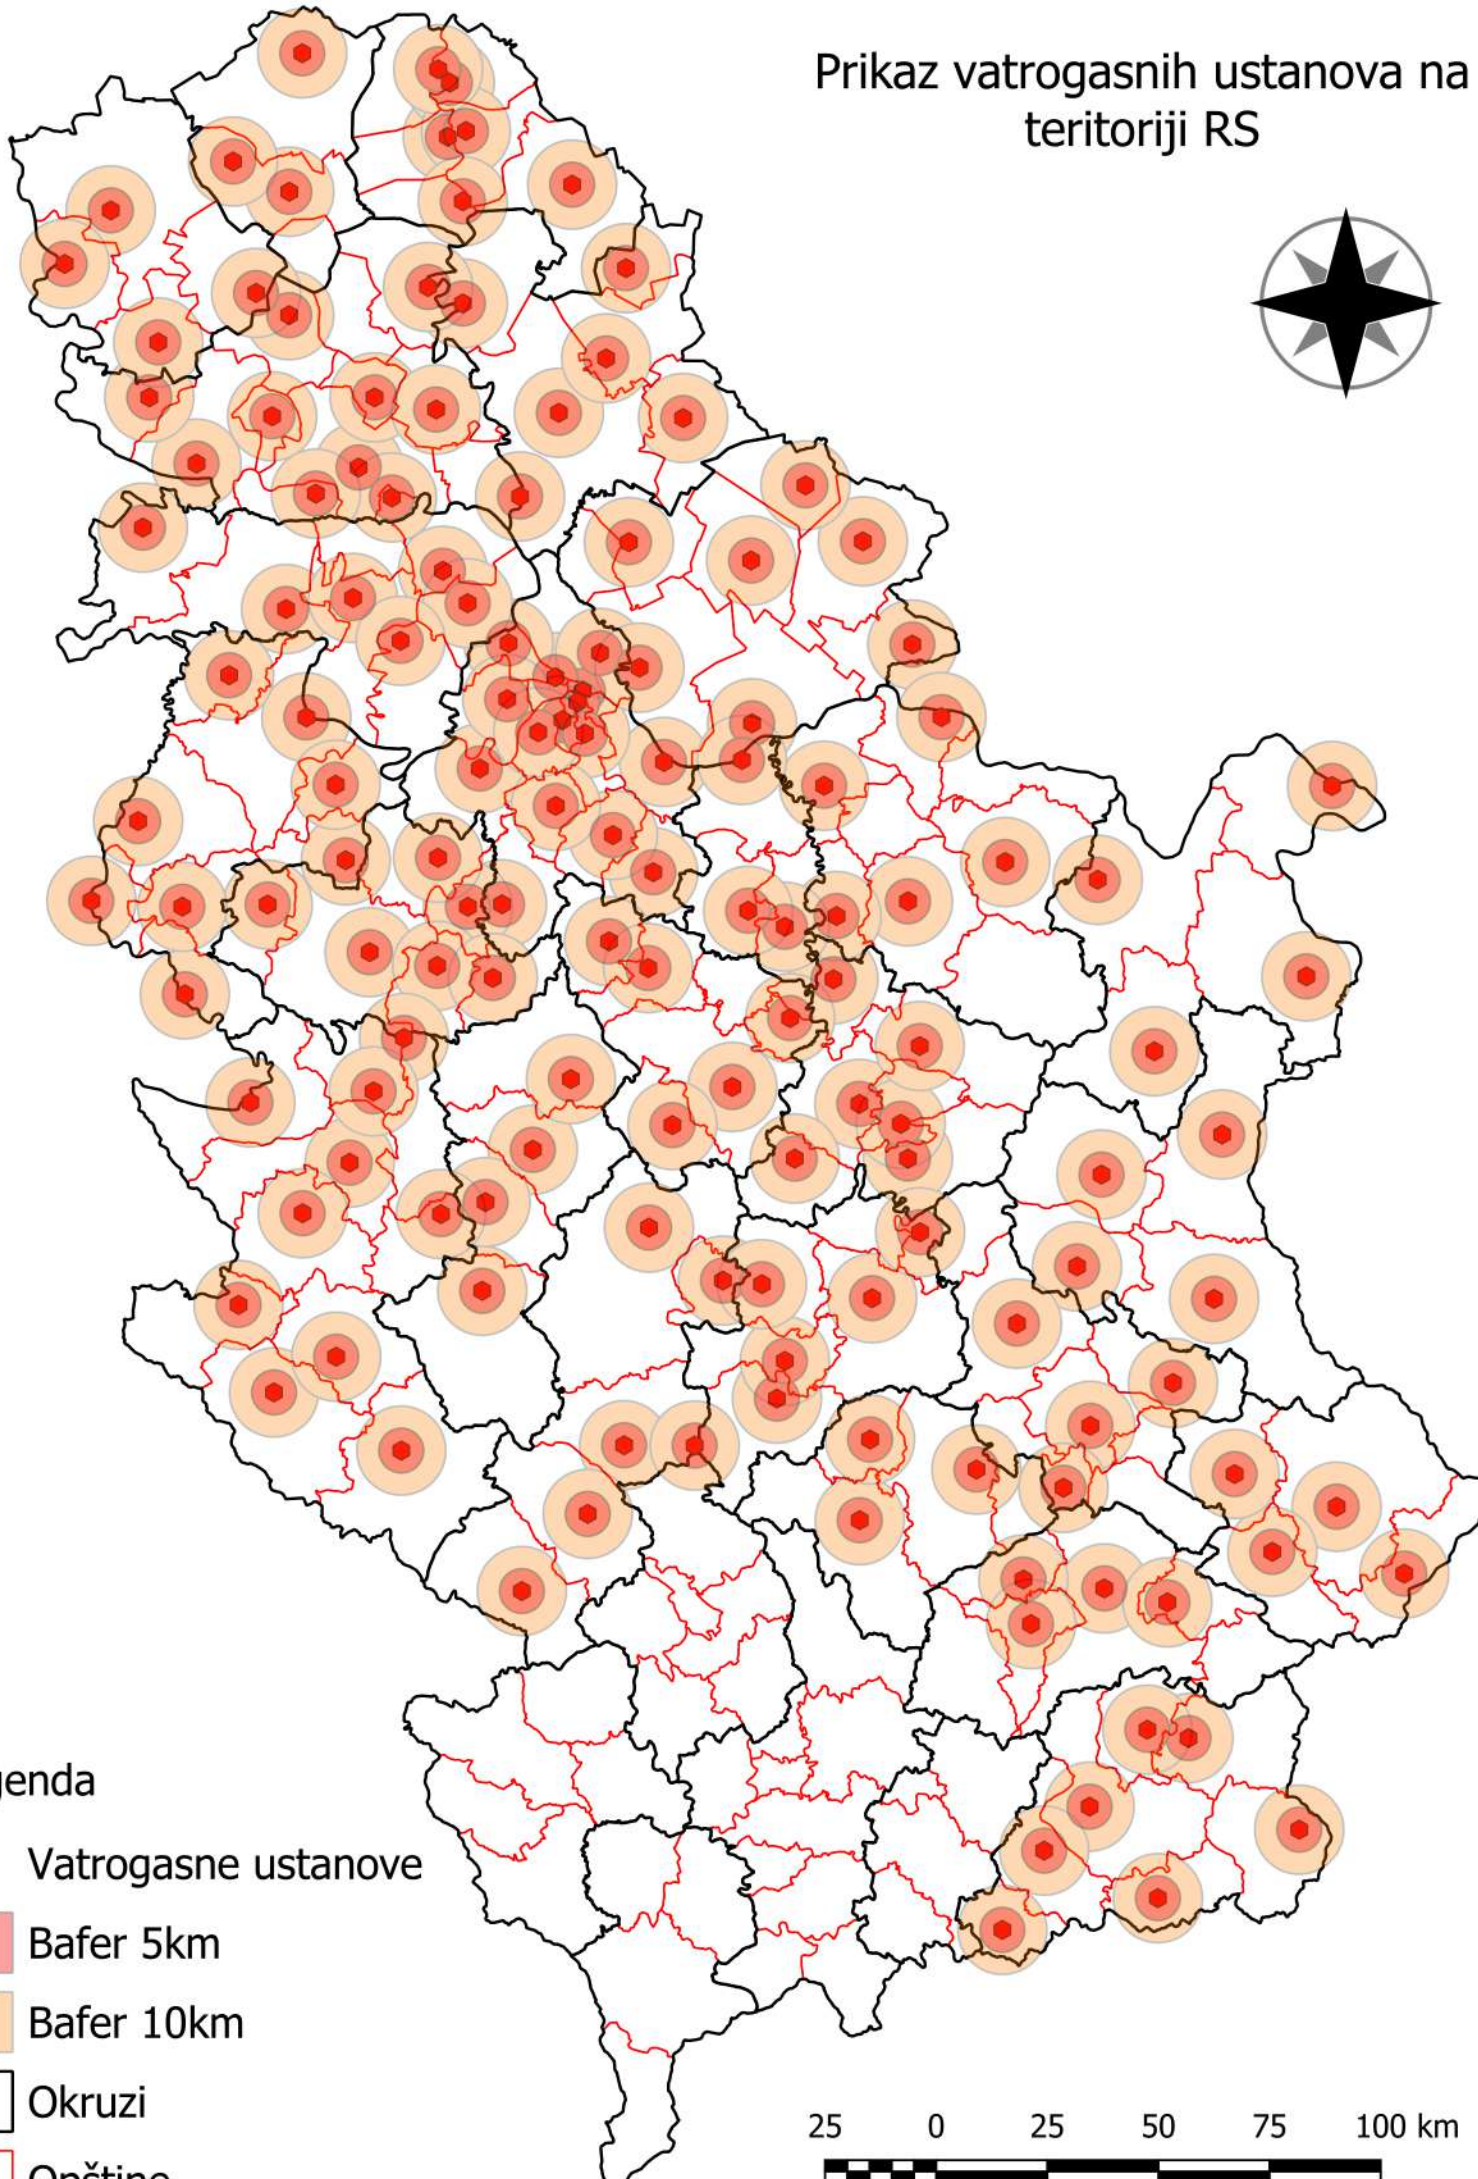 Prikaz vatrogasnih ustanova na
teritoriji RS
genda
Vatrogasne ustanove
Bafer 5km
Bafer 10km
Okruzi
Opštine
25 0 25 50 75 100 km